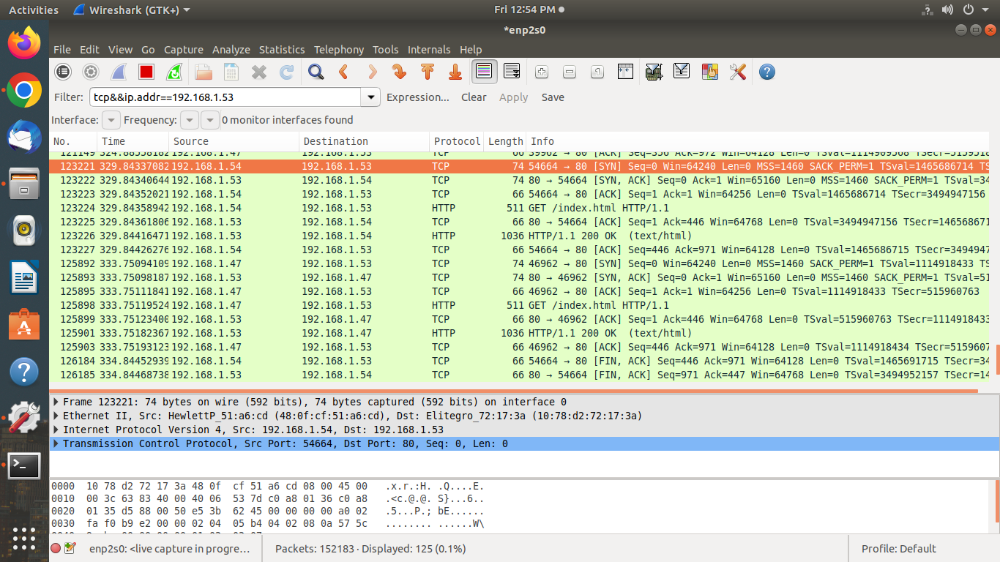 Activities Wireshark (GTK+) Fri 12:54 PM
*enp2s0
File Edit View Go Capture Analyze Statistics Telephony Tools Internals Help
Filter: tcp&&ip.addr==192.168.1.53 Expression... Clear Apply Save
Interface: Frequency: 0 monitor interfaces found
No. Time Source Destination Protocol Length Info
121149 324.88558182 192.168.1.47 192.168.1.53 TCP 66 39962 → 80 [ACK] Seq=356 Ack=972 Win=64128 Len=0
123221 329.84337082 192.168.1.54 192.168.1.53 TCP 74 54664 → 80 [SYN] Seq=0 Win=64240 Len=0 MSS=1460 SACK_PERM=1 TSval=1465686714 TS
123222 329.84340644 192.168.1.53 192.168.1.54 TCP 74 80 → 54664 [SYN, ACK] Seq=0 Ack=1 Win=65160 Len=0 MSS=1460 SACK_PERM=1 TSval=34
123223 329.84352021 192.168.1.54 192.168.1.53 TCP 66 54664 → 80 [ACK] Seq=1 Ack=1 Win=64256 Len=0 TSval=1465686714 TSecr=3494947156
123224 329.84358942 192.168.1.54 192.168.1.53 HTTP 511 GET /index.html HTTP/1.1
123225 329.84361806 192.168.1.53 192.168.1.54 TCP 66 80 → 54664 [ACK] Seq=1 Ack=446 Win=64768 Len=0 TSval=3494947156 TSecr=146568671
123226 329.84416471 192.168.1.53 192.168.1.54 HTTP 1036 HTTP/1.1 200 OK (text/html)
123227 329.84426276 192.168.1.54 192.168.1.53 TCP 66 54664 → 80 [ACK] Seq=446 Ack=971 Win=64128 Len=0 TSval=1465686715 TSecr=3494947
125892 333.75094109 192.168.1.47 192.168.1.53 TCP 74 46962 → 80 [SYN] Seq=0 Win=64240 Len=0 MSS=1460 SACK_PERM=1 TSval=1114918433 TS
125893 333.75098187 192.168.1.53 192.168.1.47 TCP 74 80 → 46962 [SYN, ACK] Seq=0 Ack=1 Win=65160 Len=0 MSS=1460 SACK_PERM=1 TSval=51
125895 333.75111841 192.168.1.47 192.168.1.53 TCP 66 46962 → 80 [ACK] Seq=1 Ack=1 Win=64256 Len=0 TSval=1114918433 TSecr=515960763
125898 333.75119524 192.168.1.47 192.168.1.53 HTTP 511 GET /index.html HTTP/1.1
125899 333.75123400 192.168.1.53 192.168.1.47 TCP 66 80 → 46962 [ACK] Seq=1 Ack=446 Win=64768 Len=0 TSval=515960763 TSecr=1114918433
125901 333.75182367 192.168.1.53 192.168.1.47 HTTP 1036 HTTP/1.1 200 OK (text/html)
125903 333.75193123 192.168.1.47 192.168.1.53 TCP 66 46962 → 80 [ACK] Seq=446 Ack=971 Win=64128 Len=0 TSval=1114918434 TSecr=5159607
126184 334.84452939 192.168.1.54 192.168.1.53 TCP 66 54664 → 80 [FIN, ACK] Seq=446 Ack=971 Win=64128 Len=0 TSval=1465691715 TSecr=34
126185 334.84468738 192.168.1.53 192.168.1.54 TCP 66 80 → 54664 [FIN, ACK] Seq=971 Ack=447 Win=64768 Len=0 TSval=3494952157 TSecr=14
Frame 123221: 74 bytes on wire (592 bits), 74 bytes captured (592 bits) on interface 0
Ethernet II, Src: HewlettP_51:a6:cd (48:0f:cf:51:a6:cd), Dst: Elitegro_72:17:3a (10:78:d2:72:17:3a)
Internet Protocol Version 4, Src: 192.168.1.54, Dst: 192.168.1.53
Transmission Control Protocol, Src Port: 54664, Dst Port: 80, Seq: 0, Len: 0
0000 10 78 d2 72 17 3a 48 0f cf 51 a6 cd 08 00 45 00 .x.r.:H. .Q....E.
0010 00 3c 63 83 40 00 40 06 53 7d c0 a8 01 36 c0 a8 .<c.@.@. S}...6..
0020 01 35 d5 88 00 50 e5 3b 62 45 00 00 00 00 a0 02 .5...P.; bE......
0030 fa f0 b9 e2 00 00 02 04 05 b4 04 02 08 0a 57 5c ........ ......W\
enp2s0: <live capture in progre... Packets: 152183 · Displayed: 125 (0.1%) Profile: Default